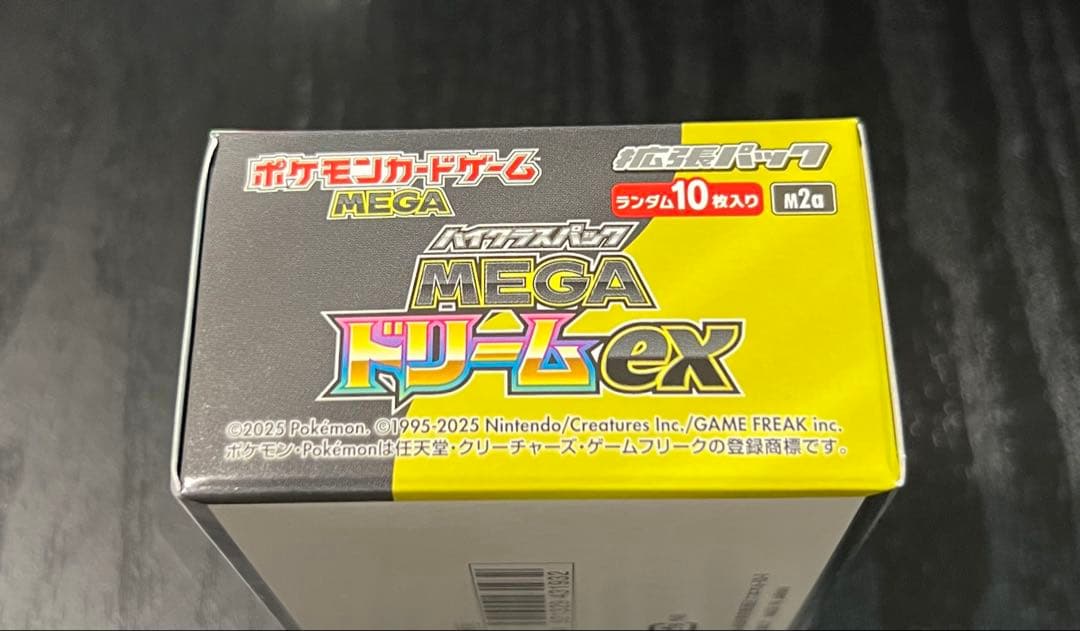 ポケモンカードゲーム
MEGA
拡張パック
ランダム10枚入り
M2a
ハイクラスパック
MEGA
ドリームex
©2025 Pokémon. ©1995-2025 Nintendo/Creatures Inc./GAME FREAK inc.
ポケモン・Pokémonは任天堂・クリーチャーズ・ゲームフリークの登録商標です。